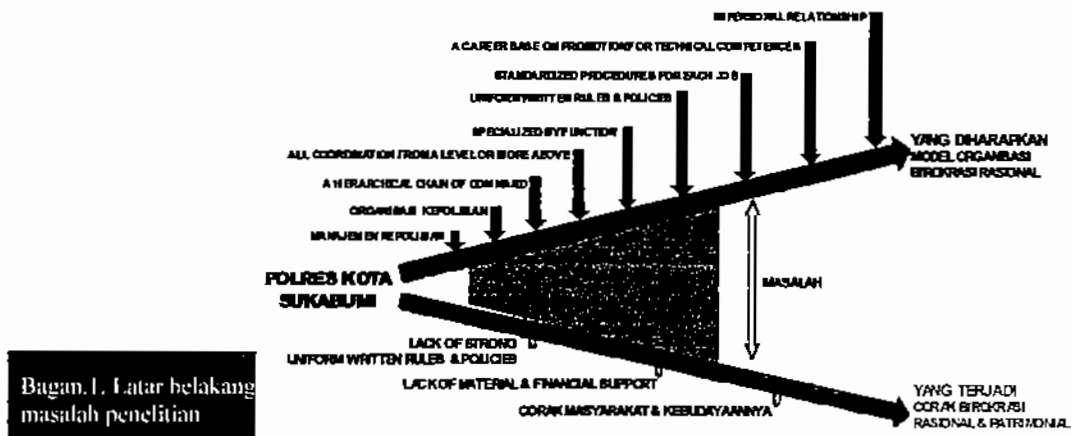 IMPERSONAL RELATIONSHIP
A CAREER BASE ON PROMOTIONS FOR TECHNICAL COMPETENCES
STANDARDIZED PROCEDURES FOR EACH JOB
UNIFORM WRITTEN RULES & POLICIES
SPECIALIZED BY FUNCTION
ALL COORDINATION FROM A LEVEL OR MORE ABOVE
A HIERARCHICAL CHAIN OF COMMAND
ORGANISASI KEPOLISIAN
MANAJEMEN KEPOLISIAN
YANG DIHARAPKAN
MODEL ORGANISASI
BIROKRASI RASIONAL
POLRES KOTA
SUKABUMI
MASALAH
LACK OF STRONG
UNIFORM WRITTEN RULES & POLICIES
LACK OF MATERIAL & FINANCIAL SUPPORT
CORAK MASYARAKAT & KEBUDAYAANNYA
YANG TERJADI
CORAK BIROKRASI
RASIONAL & PATRIMONIAL
Bagan.1. Latar belakang
masalah penelitian